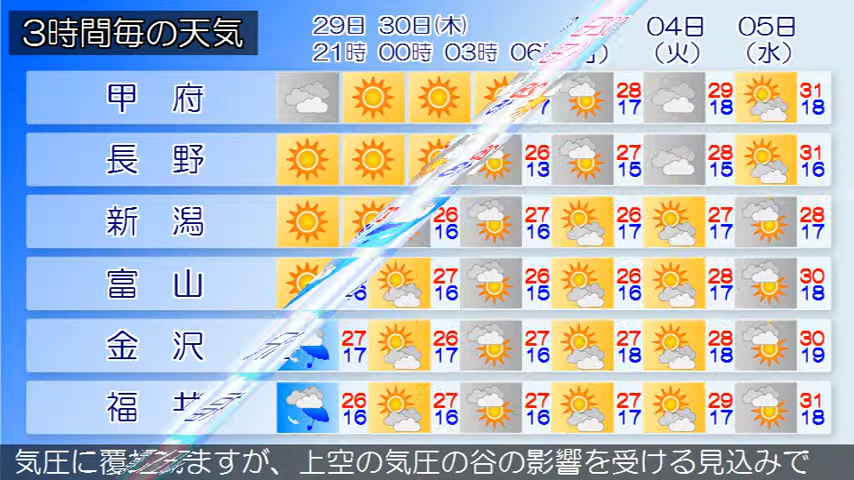 3時間毎の天気
29日 30日(木) 04日 05日
21時 00時 03時 (火) (水)
甲府 28 17 29 18 31 18
長野 26 13 27 15 28 15 31 16
新潟 26 16 27 16 26 17 27 17 28 17
富山 27 16 26 15 26 16 28 17 30 18
金沢 27 17 26 17 27 16 27 18 28 18 30 19
福 26 16 27 16 27 16 27 17 29 17 31 18
気圧に覆 ますが、上空の気圧の谷の影響を受ける見込みで